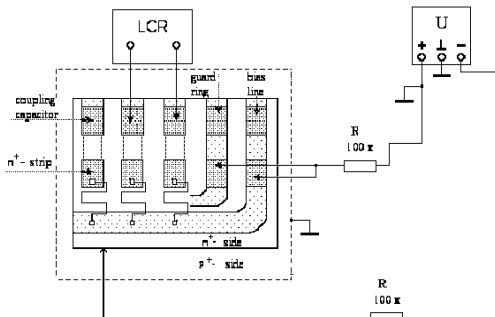 LCR
U
+ ⊥ −
guard
ring
bias
line
coupling
capacitor
R
100 к
n⁺- strip
n⁺- side
p⁺- side
R
100 к